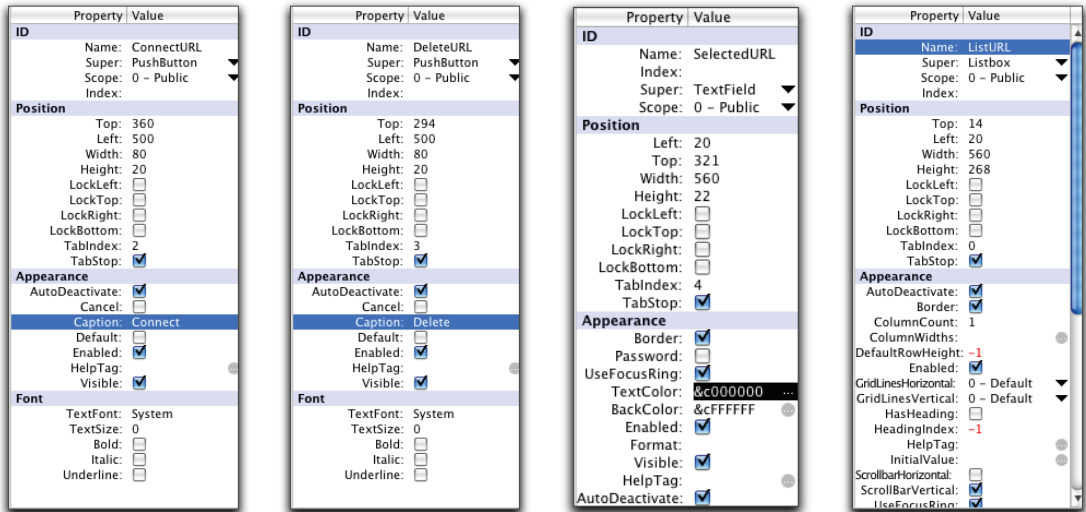 Property Value
ID
Name: ConnectURL
Super: PushButton
Scope: 0 – Public
Index:
Position
Top: 360
Left: 500
Width: 80
Height: 20
LockLeft:
LockTop:
LockRight:
LockBottom:
TabIndex: 2
TabStop:
Appearance
AutoDeactivate:
Cancel:
Caption: Connect
Default:
Enabled:
HelpTag:
Visible:
Font
TextFont: System
TextSize: 0
Bold:
Italic:
Underline:
Property Value
ID
Name: DeleteURL
Super: PushButton
Scope: 0 – Public
Index:
Position
Top: 294
Left: 500
Width: 80
Height: 20
LockLeft:
LockTop:
LockRight:
LockBottom:
TabIndex: 3
TabStop:
Appearance
AutoDeactivate:
Cancel:
Caption: Delete
Default:
Enabled:
HelpTag:
Visible:
Font
TextFont: System
TextSize: 0
Bold:
Italic:
Underline:
Property Value
ID
Name: SelectedURL
Index:
Super: TextField
Scope: 0 – Public
Position
Left: 20
Top: 321
Width: 560
Height: 22
LockLeft:
LockTop:
LockRight:
LockBottom:
TabIndex: 4
TabStop:
Appearance
Border:
Password:
UseFocusRing:
TextColor: &c000000 ...
BackColor: &cFFFFFF
Enabled:
Format:
Visible:
HelpTag:
AutoDeactivate:
Property Value
ID
Name: ListURL
Super: Listbox
Scope: 0 – Public
Index:
Position
Top: 14
Left: 20
Width: 560
Height: 268
LockLeft:
LockTop:
LockRight:
LockBottom:
TabIndex: 0
TabStop:
Appearance
AutoDeactivate:
Border:
ColumnCount: 1
ColumnWidths:
DefaultRowHeight: -1
Enabled:
GridLinesHorizontal: 0 – Default
GridLinesVertical: 0 – Default
HasHeading:
HeadingIndex: -1
HelpTag:
InitialValue:
ScrollbarHorizontal:
ScrollBarVertical:
UseFocusRing: